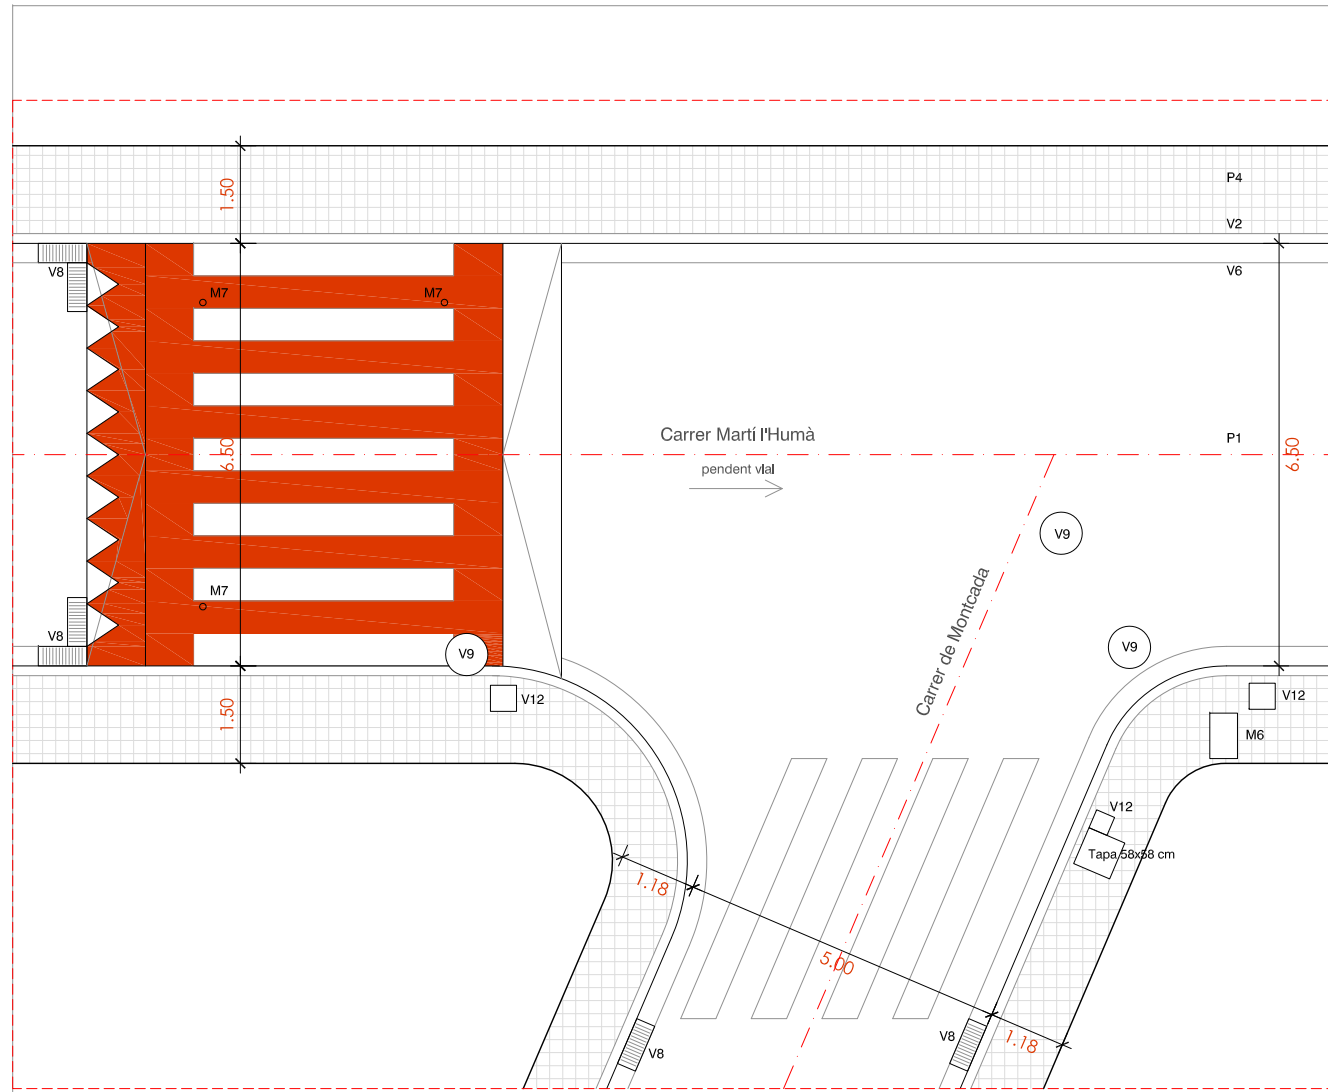 P4
1.50
V2
V8
V6
M7
M7
Carrer Martí l'Humà
P1
6.50
6.50
pendent vial
V9
Carrer de Montcada
M7
V8
V9
V9
V12
V12
1.50
M6
V12
Tapa 58x58 cm
1.18
5.00
V8
1.18
V8